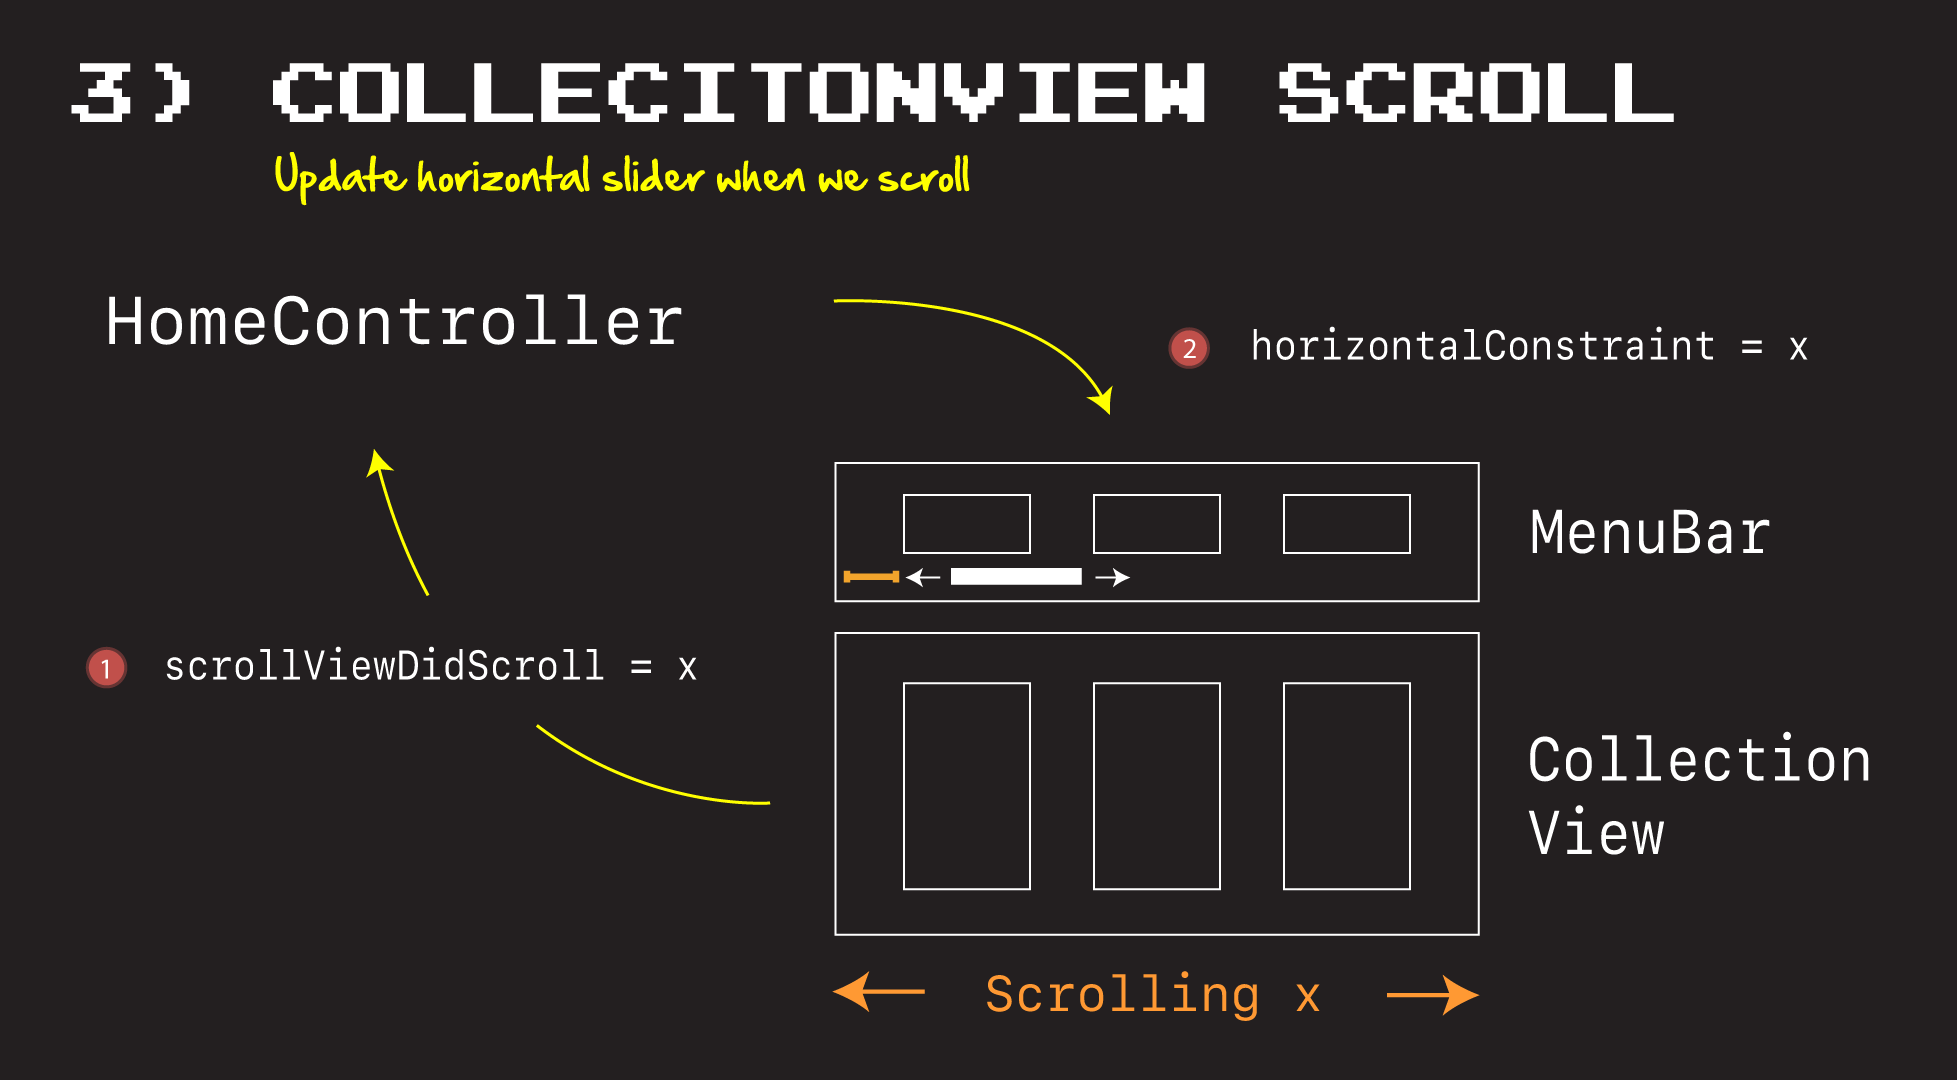 3) COLLECITONVIEW SCROLL
Update horizontal slider when we scroll
HomeController
2 horizontalConstraint = x
MenuBar
1 scrollViewDidScroll = x
Collection
View
Scrolling x